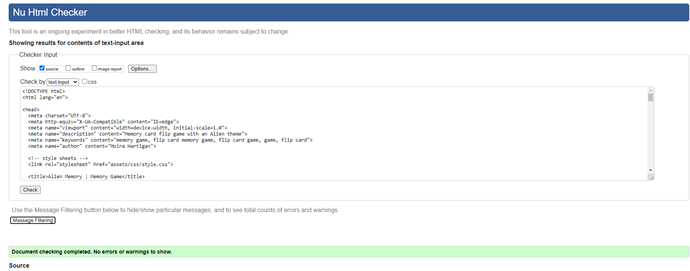 Nu Html Checker
This tool is an ongoing experiment in better HTML checking, and its behavior remains subject to change
Showing results for contents of text-input area
Checker Input
Show source outline image report Options...
Check by text input css
<!DOCTYPE html>
<html lang="en">
<head>
<meta charset="UTF-8">
<meta http-equiv="X-UA-Compatible" content="IE=edge">
<meta name="viewport" content="width=device-width, initial-scale=1.0">
<meta name="description" content="Memory card flip game with an Alien theme">
<meta name="keywords" content="memory game, flip card memory game, flip card game, game, flip card">
<meta name="author" content="Moira Hartigan">
<!-- style sheets -->
<link rel="stylesheet" href="assets/css/style.css">
<title>Alien Memory | Memory Game</title>
Check
Use the Message Filtering button below to hide/show particular messages, and to see total counts of errors and warnings.
Message Filtering
Document checking completed. No errors or warnings to show.
Source